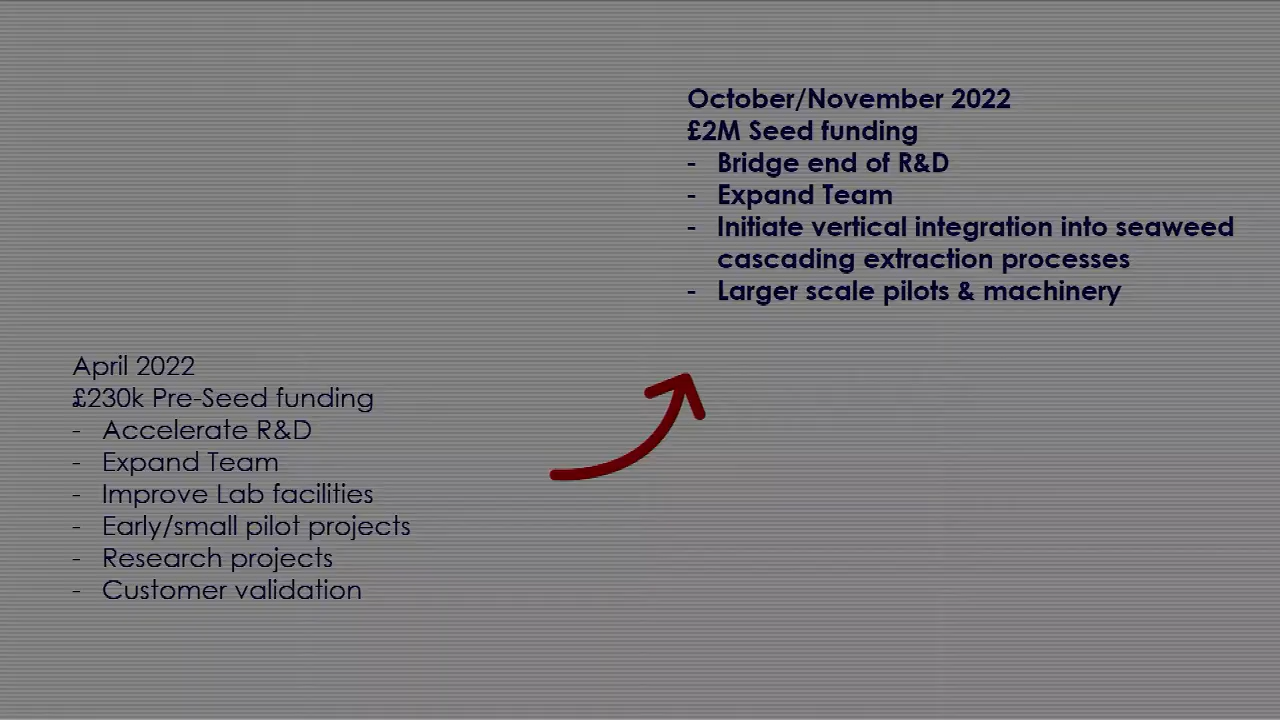 October/November 2022
£2M Seed funding
- Bridge end of R&D
- Expand Team
- Initiate vertical integration into seaweed
cascading extraction processes
- Larger scale pilots & machinery
April 2022
£230k Pre-Seed funding
- Accelerate R&D
- Expand Team
- Improve Lab facilities
- Early/small pilot projects
- Research projects
- Customer validation